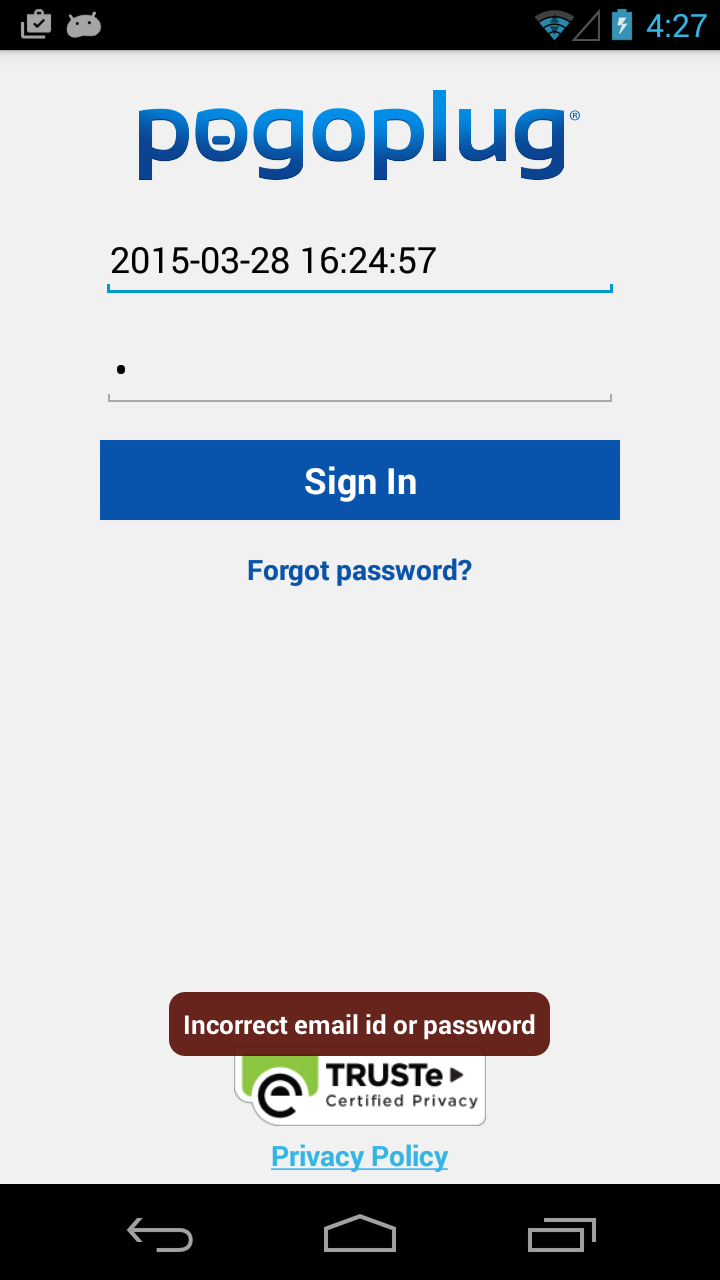 4:27
pogoplug®
2015-03-28 16:24:57
Sign In
Forgot password?
Incorrect email id or password
TRUSTe
Certified Privacy
Privacy Policy